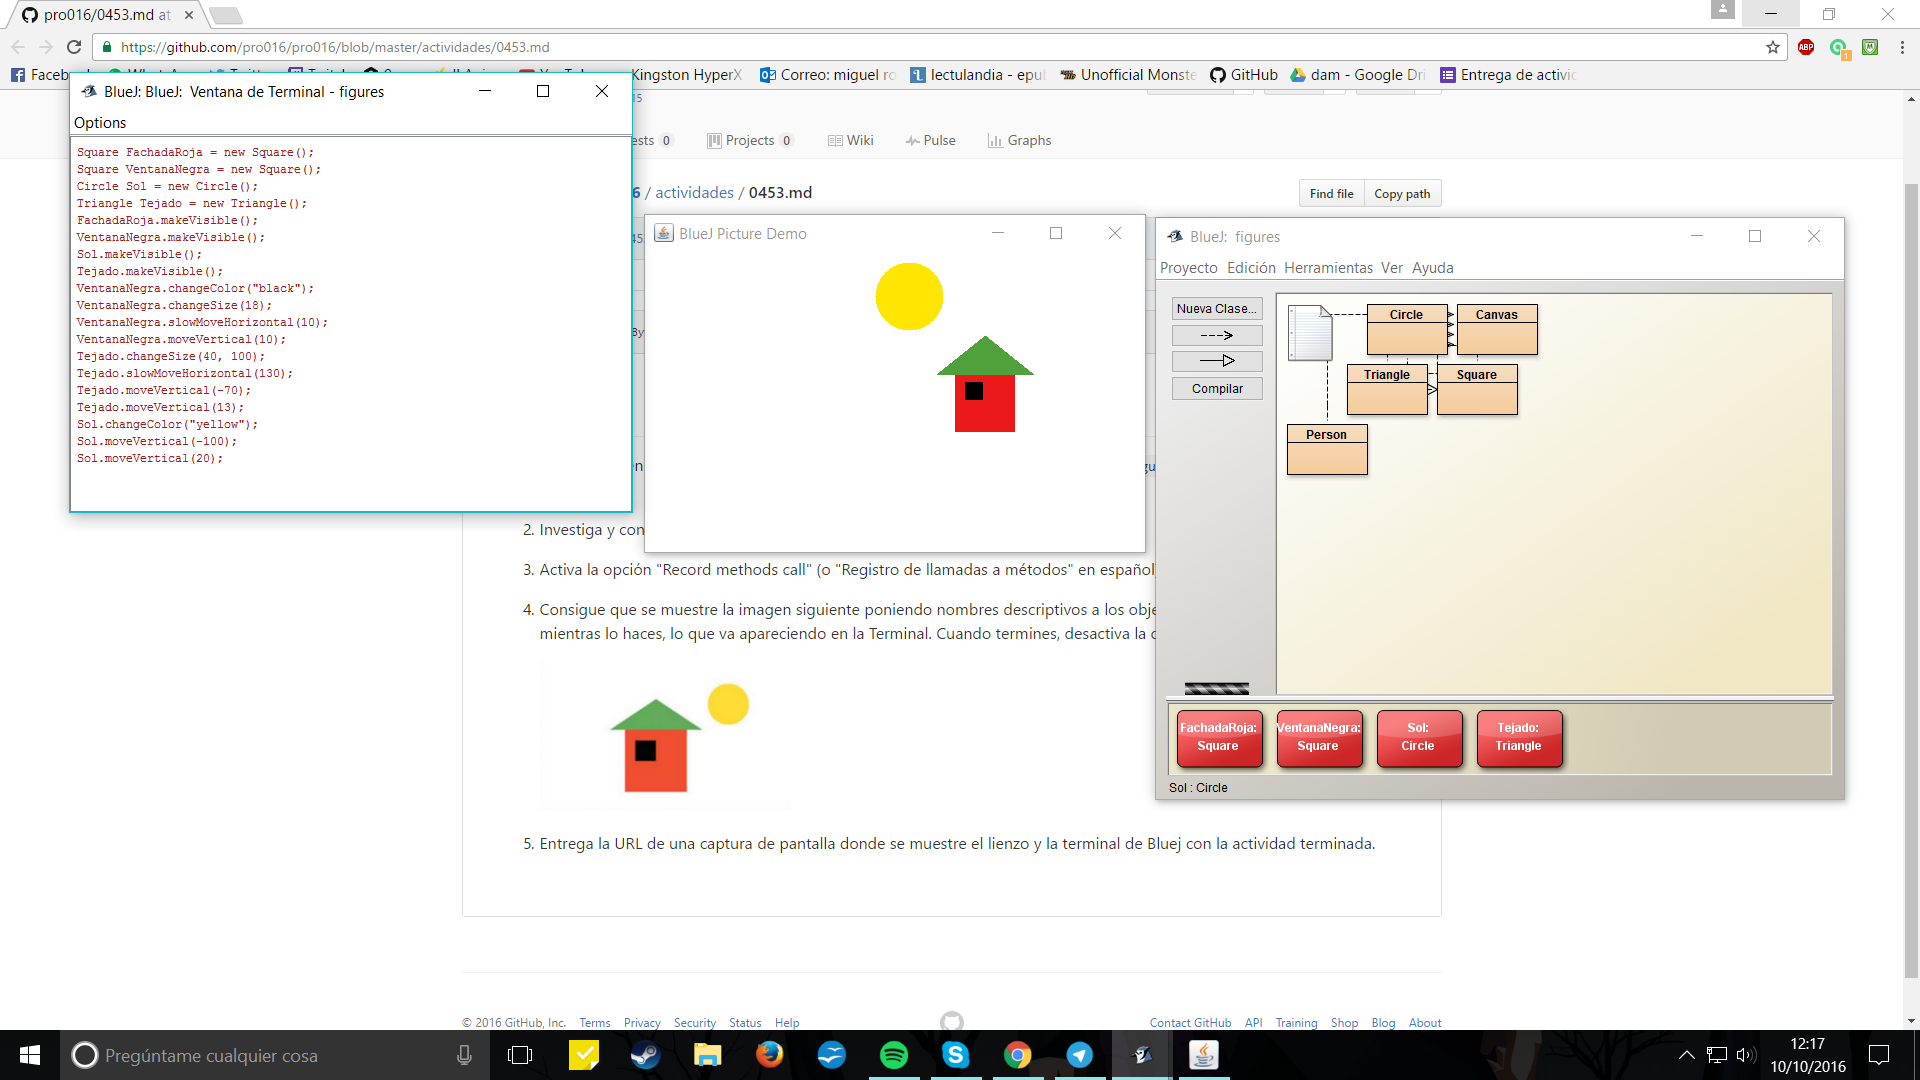 pro016/0453.md at
https://github.com/pro016/pro016/blob/master/actividades/0453.md
Kingston HyperX
Correo: miguel ro
lectulandia - epu
Unofficial Monste
GitHub
dam - Google Dri
Entrega de activi
BlueJ: BlueJ: Ventana de Terminal - figures
Options
Square FachadaRoja = new Square();
Square VentanaNegra = new Square();
Circle Sol = new Circle();
Triangle Tejado = new Triangle();
FachadaRoja.makeVisible();
VentanaNegra.makeVisible();
Sol.makeVisible();
Tejado.makeVisible();
VentanaNegra.changeColor("black");
VentanaNegra.changeSize(18);
VentanaNegra.slowMoveHorizontal(10);
VentanaNegra.moveVertical(10);
Tejado.changeSize(40, 100);
Tejado.slowMoveHorizontal(130);
Tejado.moveVertical(-70);
Tejado.moveVertical(13);
Sol.changeColor("yellow");
Sol.moveVertical(-100);
Sol.moveVertical(20);
ests 0
Projects 0
Wiki
Pulse
Graphs
6 / actividades / 0453.md
Find file
Copy path
BlueJ Picture Demo
BlueJ: figures
Proyecto Edición Herramientas Ver Ayuda
Nueva Clase...
Compilar
Circle
Canvas
Triangle
Square
Person
FachadaRoja:
Square
VentanaNegra:
Square
Sol:
Circle
Tejado:
Triangle
Sol : Circle
2. Investiga y con
3. Activa la opción "Record methods call" (o "Registro de llamadas a métodos" en español
4. Consigue que se muestre la imagen siguiente poniendo nombres descriptivos a los obje
mientras lo haces, lo que va apareciendo en la Terminal. Cuando termines, desactiva la
5. Entrega la URL de una captura de pantalla donde se muestre el lienzo y la terminal de Bluej con la actividad terminada.
© 2016 GitHub, Inc. Terms Privacy Security Status Help
Contact GitHub API Training Shop Blog About
Pregúntame cualquier cosa
12:17
10/10/2016